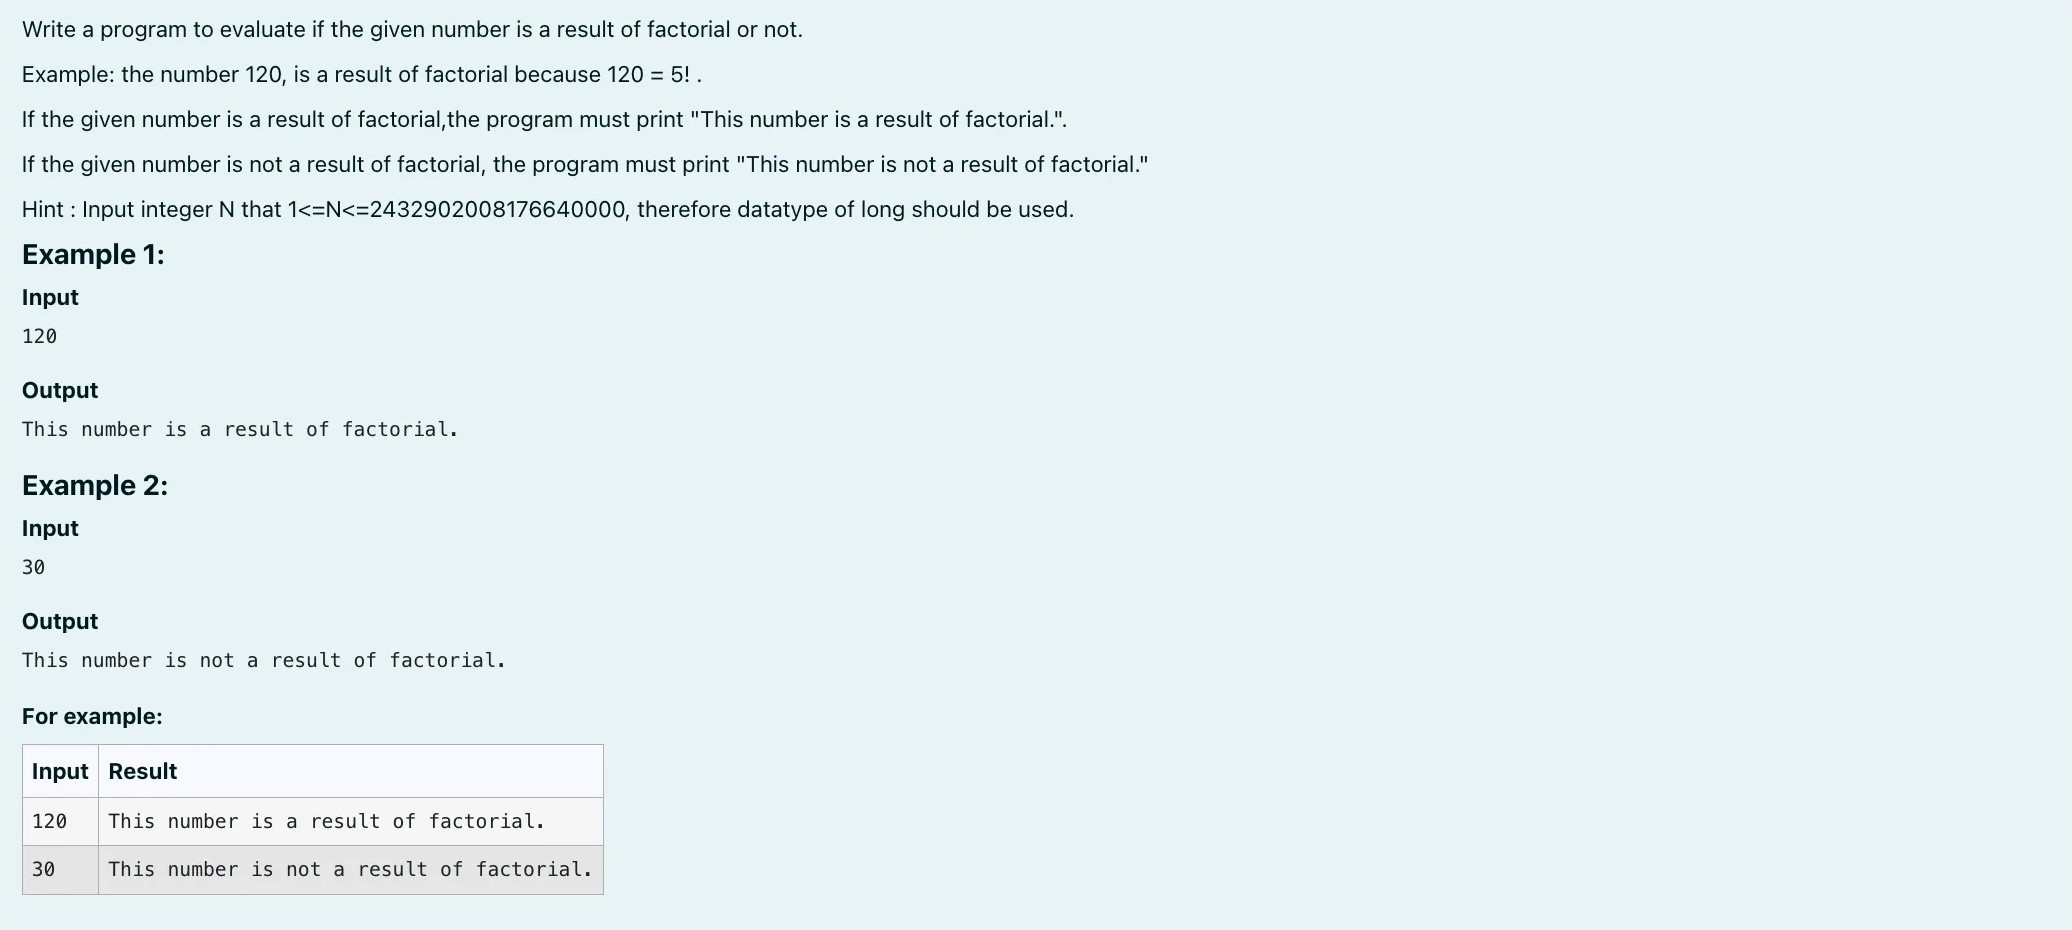 Write a program to evaluate if the given number is a result of factorial or not.
Example: the number 120, is a result of factorial because 120 = 5! .
If the given number is a result of factorial,the program must print "This number is a result of factorial.".
If the given number is not a result of factorial, the program must print "This number is not a result of factorial."
Hint : Input integer N that 1<=N<=2432902008176640000, therefore datatype of long should be used.
Example 1:
Input
120
Output
This number is a result of factorial.
Example 2:
Input
30
Output
This number is not a result of factorial.
For example:
Input Result
120 This number is a result of factorial.
30 This number is not a result of factorial.